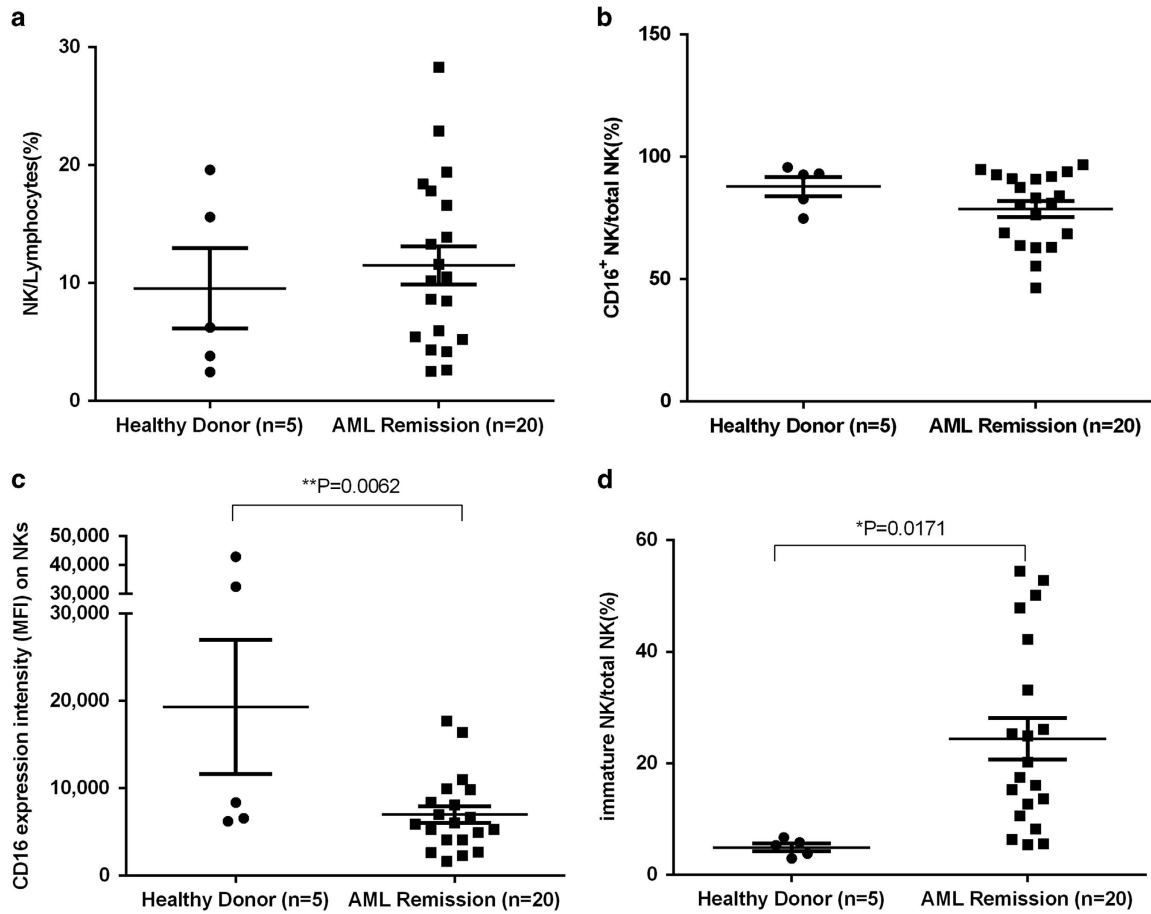 a
NK/Lymphocytes(%)
30
20
10
0
Healthy Donor (n=5)
AML Remission (n=20)
b
CD16+ NK/total NK(%)
150
100
50
0
Healthy Donor (n=5)
AML Remission (n=20)
c
**P=0.0062
CD16 expression intensity (MFI) on NKs
50,000
40,000
30,000
30,000
20,000
10,000
0
Healthy Donor (n=5)
AML Remission (n=20)
d
*P=0.0171
immature NK/total NK(%)
60
40
20
0
Healthy Donor (n=5)
AML Remission (n=20)